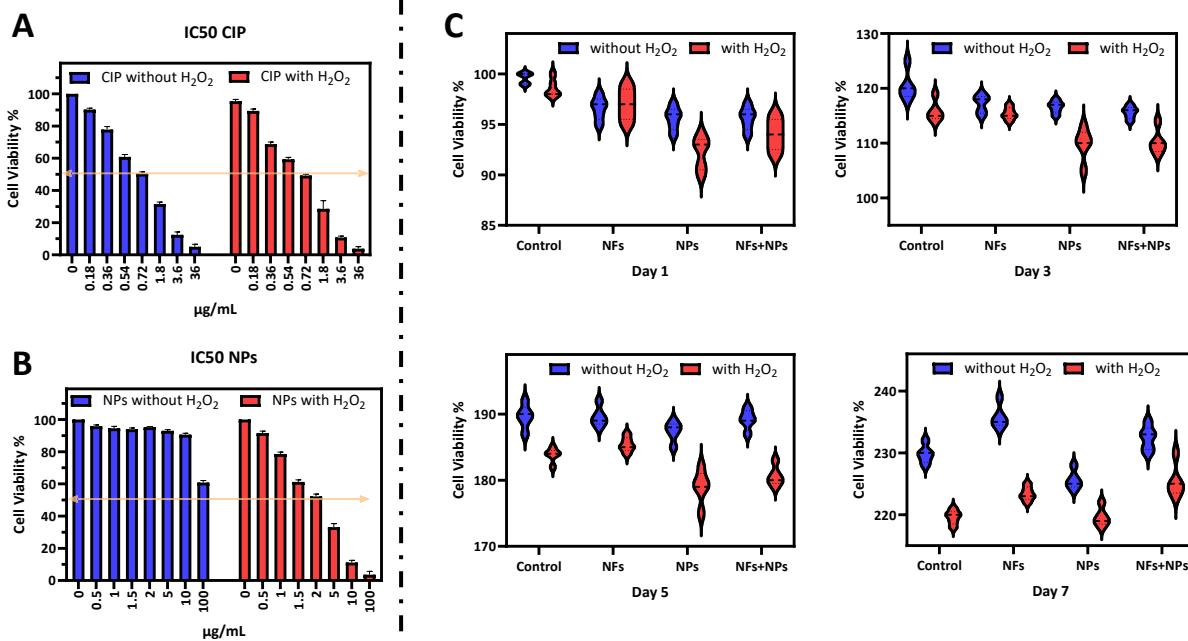 A
IC50 CIP
CIP without H₂O₂
CIP with H₂O₂
Cell Viability %
100
80
60
40
20
0
0 0.18 0.36 0.54 0.72 1.8 3.6 36 0 0.18 0.36 0.54 0.72 1.8 3.6 36
µg/mL
B
IC50 NPs
NPs without H₂O₂
NPs with H₂O₂
Cell Viability %
100
80
60
40
20
0
0 0.5 1 1.5 2 5 10 100 0 0.5 1 1.5 2 5 10 100
µg/mL
C
without H₂O₂
with H₂O₂
Cell Viability %
100
95
90
85
Control NFs NPs NFs+NPs
Day 1
without H₂O₂
with H₂O₂
Cell Viability %
130
120
110
100
Control NFs NPs NFs+NPs
Day 3
without H₂O₂
with H₂O₂
Cell Viability %
190
180
170
Control NFs NPs NFs+NPs
Day 5
without H₂O₂
with H₂O₂
Cell Viability %
240
230
220
Control NFs NPs NFs+NPs
Day 7